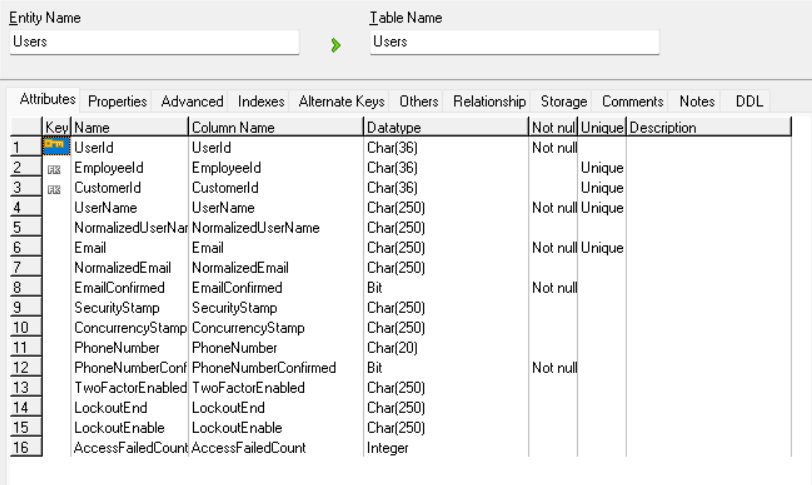 Entity Name Table Name
Users Users
Attributes Properties Advanced Indexes Alternate Keys Others Relationship Storage Comments Notes DDL
Key Name Column Name Datatype Not nul Unique Description
1 UserId UserId Char(36) Not null
2 FK EmployeeId EmployeeId Char(36) Unique
3 FK CustomerId CustomerId Char(36) Unique
4 UserName UserName Char(250) Not null Unique
5 NormalizedUserNar NormalizedUserName Char(250)
6 Email Email Char(250) Not null Unique
7 NormalizedEmail NormalizedEmail Char(250)
8 EmailConfirmed EmailConfirmed Bit Not null
9 SecurityStamp SecurityStamp Char(250)
10 ConcurrencyStamp ConcurrencyStamp Char(250)
11 PhoneNumber PhoneNumber Char(20)
12 PhoneNumberConf PhoneNumberConfirmed Bit Not null
13 TwoFactorEnabled TwoFactorEnabled Char(250)
14 LockoutEnd LockoutEnd Char(250)
15 LockoutEnable LockoutEnable Char(250)
16 AccessFailedCount AccessFailedCount Integer